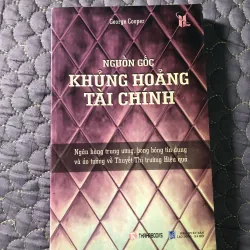 George Cooper
NGUỒN GỐC
KHỦNG HOẢNG
TÀI CHÍNH
Ngân hàng trung ương, bong bóng tín dụng
và ảo tưởng về Thuyết Thị trường Hiệu quả
THAIHABOOKS